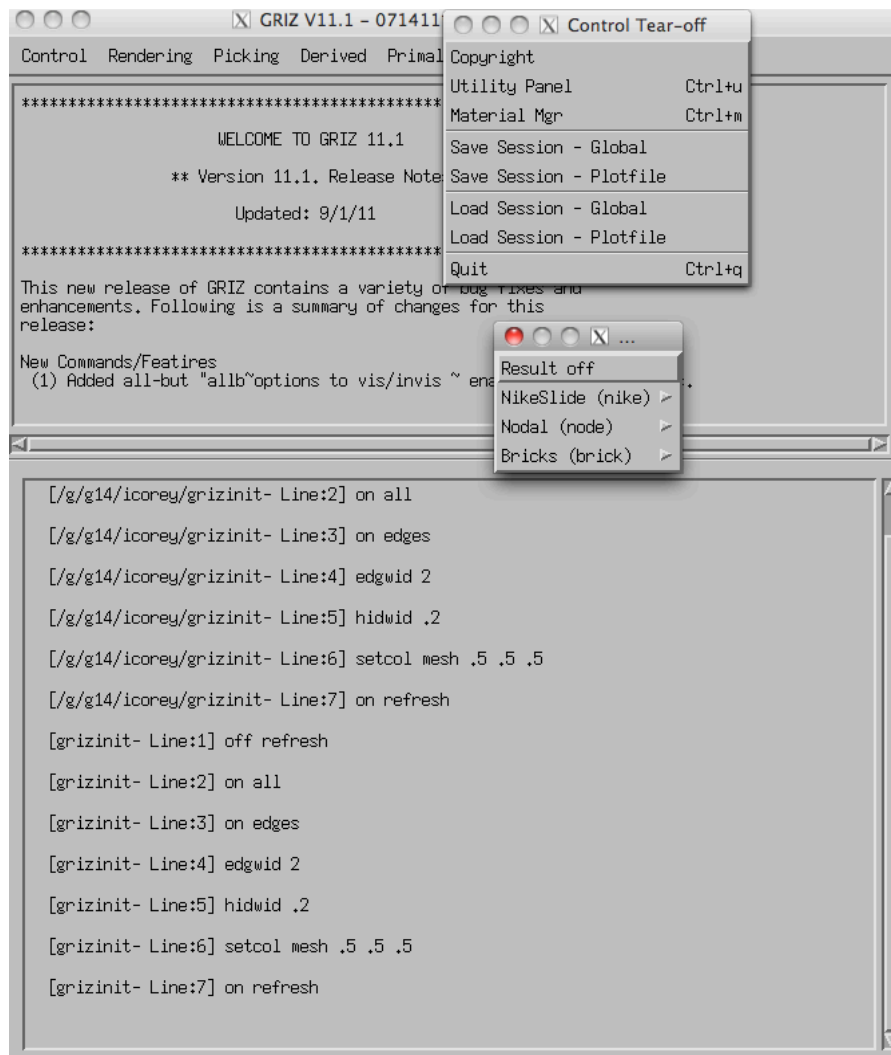 X GRIZ V11.1 - 071411
Control Rendering Picking Derived Primal
****************************************************
WELCOME TO GRIZ 11.1
** Version 11.1. Release Note
Updated: 9/1/11
****************************************************
This new release of GRIZ contains a variety of bug fixes and
enhancements. Following is a summary of changes for this
release:
New Commands/Featires
(1) Added all-but "allb~options to vis/invis ~ ena
X Control Tear-off
Copyright
Utility Panel Ctrl+u
Material Mgr Ctrl+m
Save Session - Global
Save Session - Plotfile
Load Session - Global
Load Session - Plotfile
Quit Ctrl+q
X ...
Result off
NikeSlide (nike)
Nodal (node)
Bricks (brick)
[/g/g14/icorey/grizinit- Line:2] on all
[/g/g14/icorey/grizinit- Line:3] on edges
[/g/g14/icorey/grizinit- Line:4] edgwid 2
[/g/g14/icorey/grizinit- Line:5] hidwid .2
[/g/g14/icorey/grizinit- Line:6] setcol mesh .5 .5 .5
[/g/g14/icorey/grizinit- Line:7] on refresh
[grizinit- Line:1] off refresh
[grizinit- Line:2] on all
[grizinit- Line:3] on edges
[grizinit- Line:4] edgwid 2
[grizinit- Line:5] hidwid .2
[grizinit- Line:6] setcol mesh .5 .5 .5
[grizinit- Line:7] on refresh